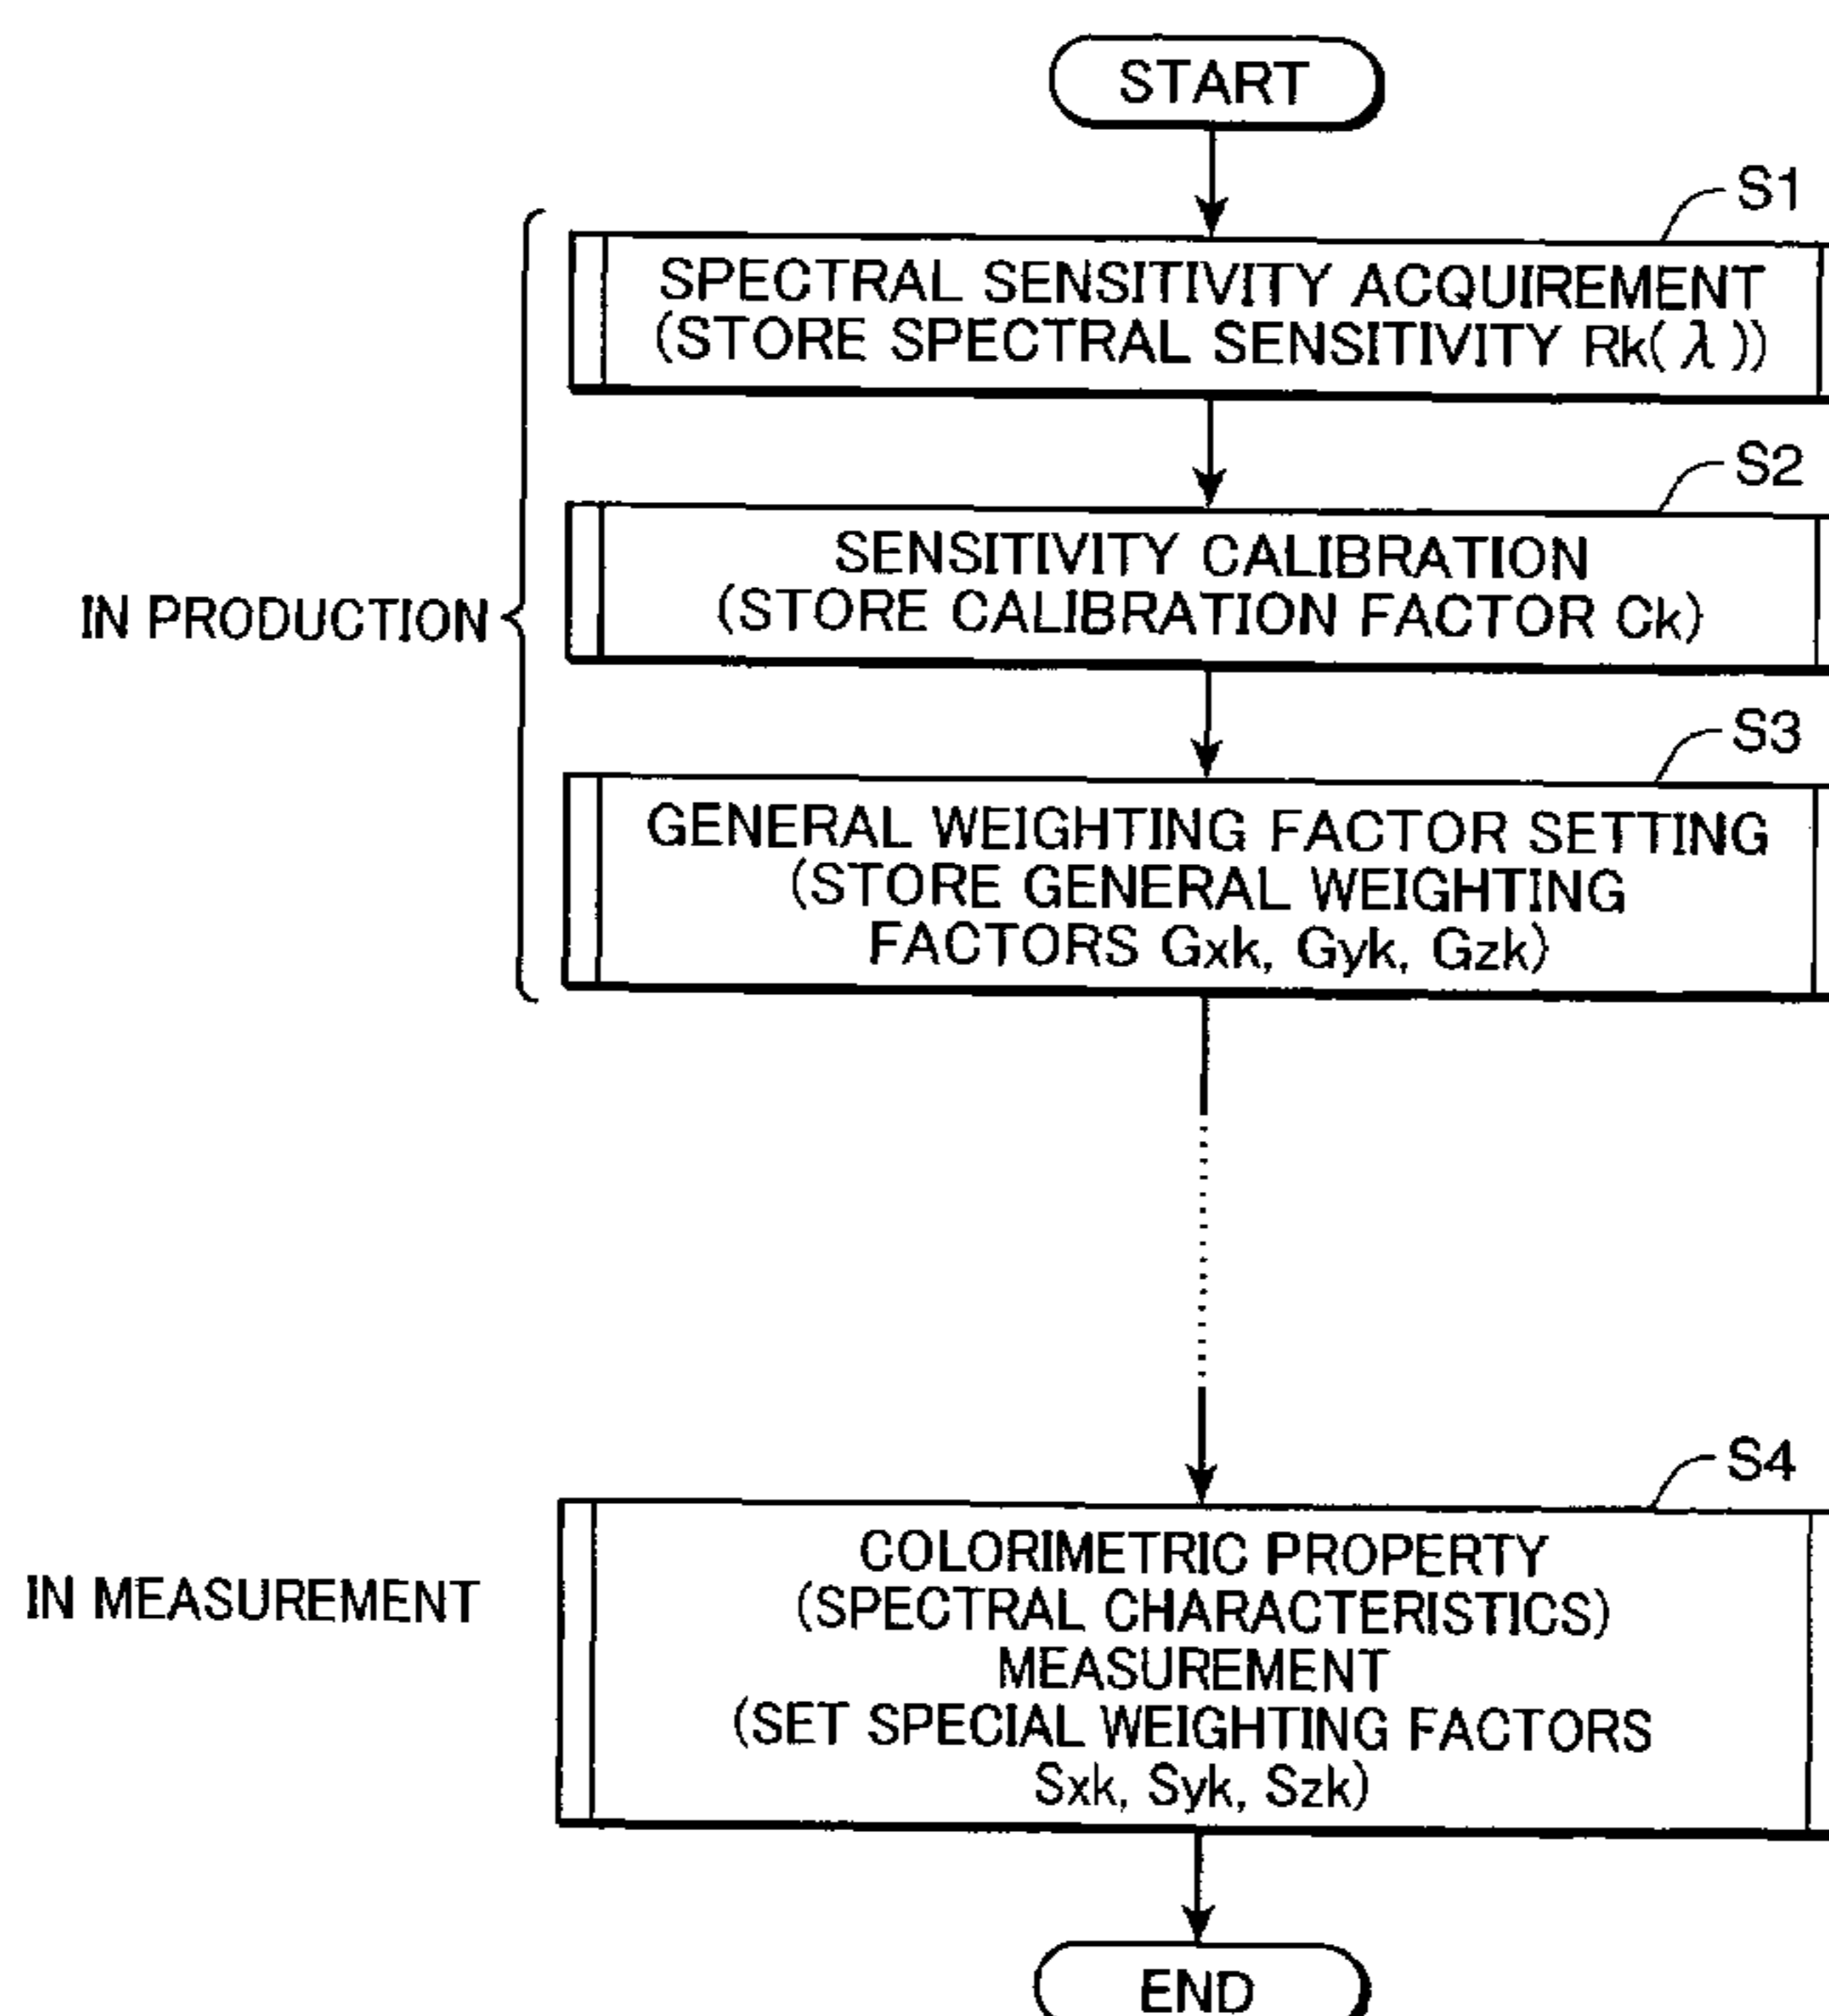 START
S1
SPECTRAL SENSITIVITY ACQUIREMENT
(STORE SPECTRAL SENSITIVITY Rk(λ))
S2
SENSITIVITY CALIBRATION
(STORE CALIBRATION FACTOR Ck)
IN PRODUCTION
S3
GENERAL WEIGHTING FACTOR SETTING
(STORE GENERAL WEIGHTING
FACTORS Gxk, Gyk, Gzk)
S4
COLORIMETRIC PROPERTY
(SPECTRAL CHARACTERISTICS)
MEASUREMENT
(SET SPECIAL WEIGHTING FACTORS
Sxk, Syk, Szk)
IN MEASUREMENT
END